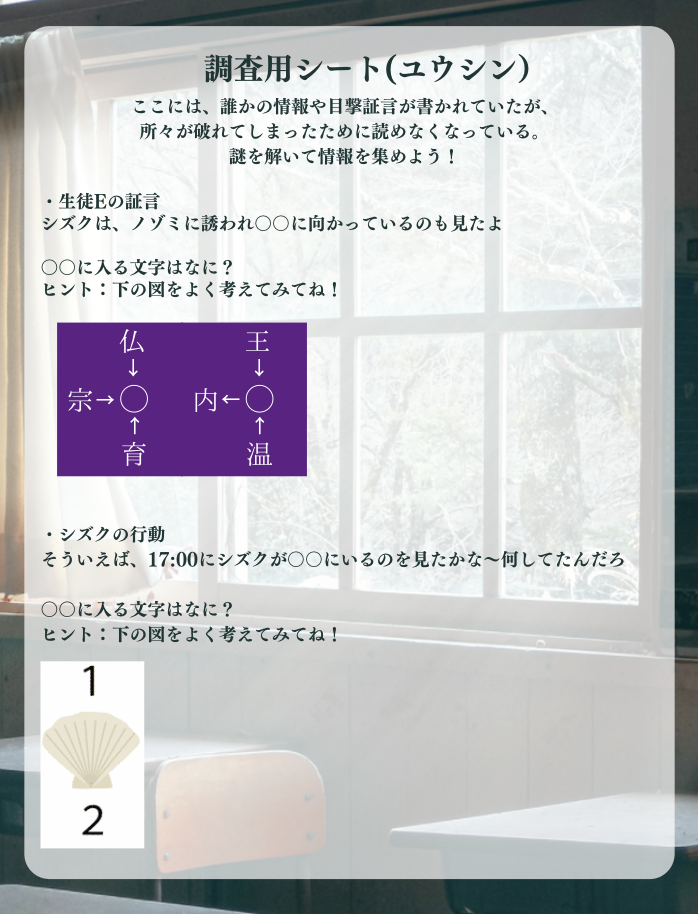 調査用シート(ユウシン)
ここには、誰かの情報や目撃証言が書かれていたが、
所々が破れてしまったために読めなくなっている。
謎を解いて情報を集めよう！
・生徒Eの証言
シズクは、ノゾミに誘われ〇〇に向かっているのも見たよ
〇〇に入る文字はなに？
ヒント：下の図をよく考えてみてね！
仏 王
↓ ↓
宗→〇 内←〇
↑ ↑
育 温
・シズクの行動
そういえば、17:00にシズクが〇〇にいるのを見たかな～何してたんだろ
〇〇に入る文字はなに？
ヒント：下の図をよく考えてみてね！
1
2